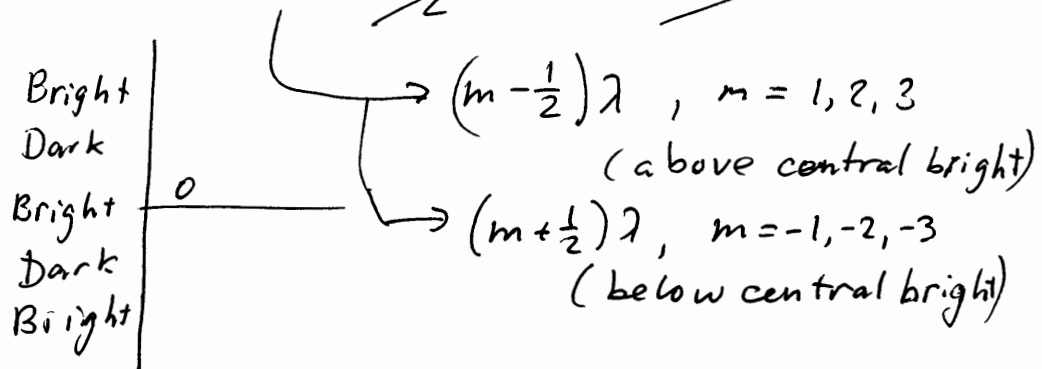 Bright
(m - 1/2) λ , m = 1, 2, 3
Dark
(above central bright)
Bright
0
(m + 1/2) λ, m = -1, -2, -3
Dark
(below central bright)
Bright